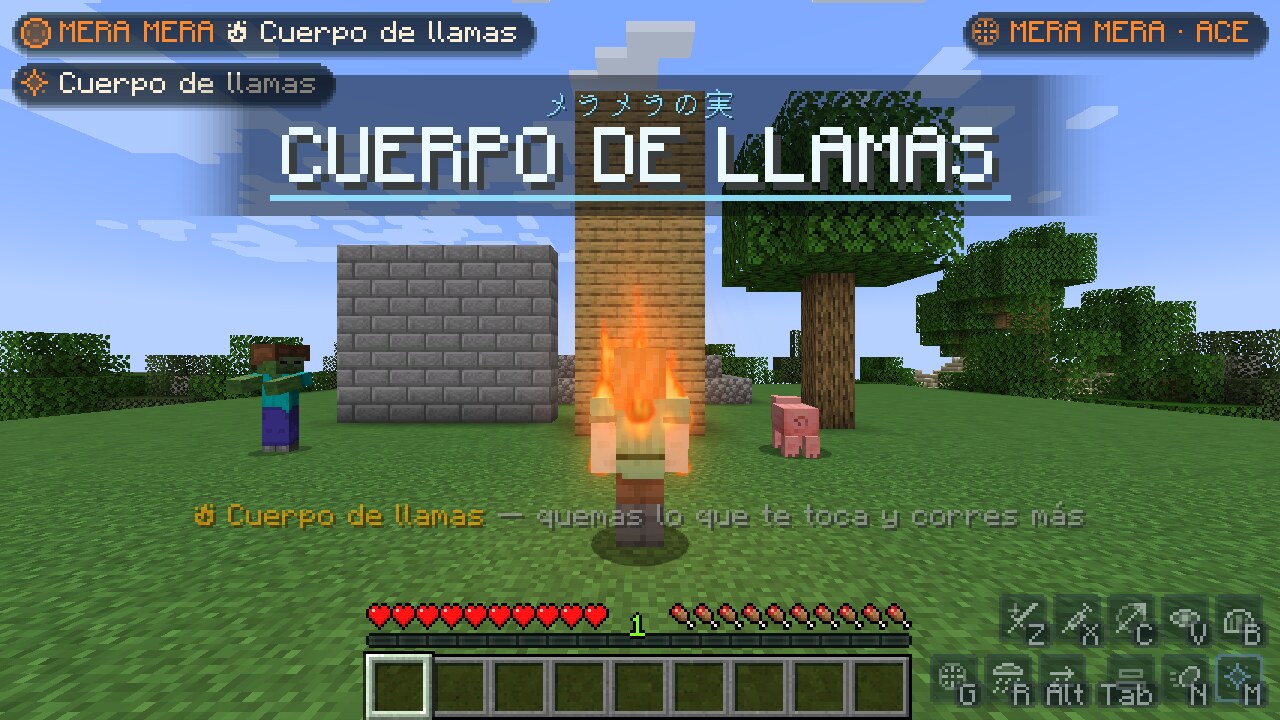 MERA MERA Cuerpo de llamas
MERA MERA · ACE
Cuerpo de llamas
メラメラの実
CUERPO DE LLAMAS
Cuerpo de llamas — quemas lo que te toca y corres más
1
Z X C V B
G R Alt Tab N M